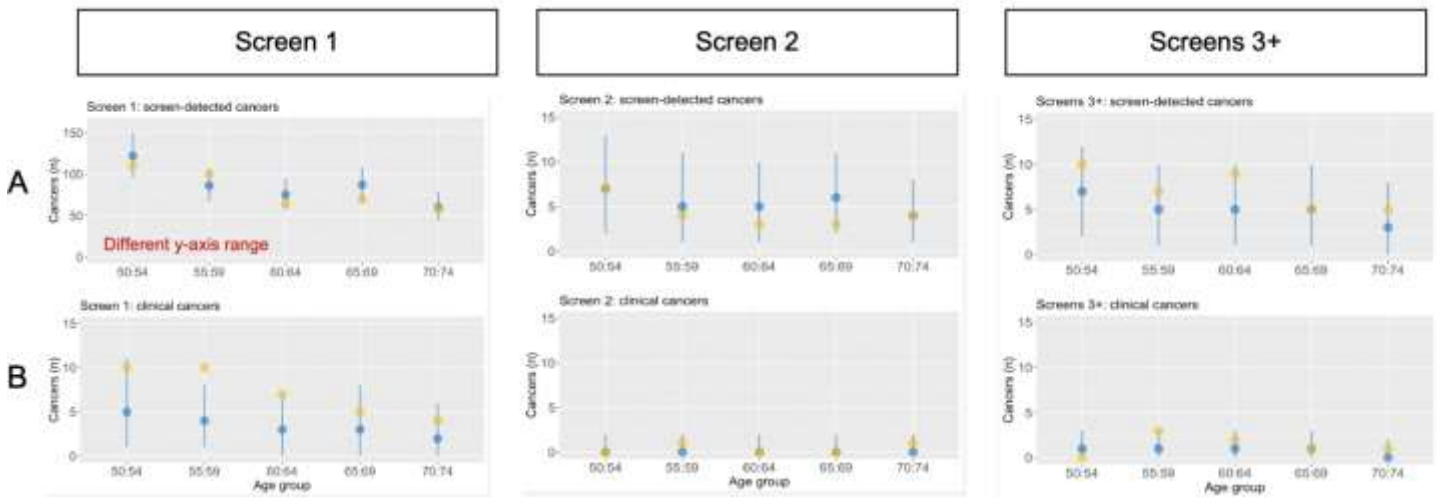 Screen 1
Screen 2
Screens 3+
A
Screen 1: screen-detected cancers
Cancers (n)
150
100
50
0
Different y-axis range
50:54 55:59 60:64 65:69 70:74
Screen 2: screen-detected cancers
Cancers (n)
15
10
5
0
50:54 55:59 60:64 65:69 70:74
Screens 3+: screen-detected cancers
Cancers (n)
15
10
5
0
50:54 55:59 60:64 65:69 70:74
B
Screen 1: clinical cancers
Cancers (n)
15
10
5
0
50:54 55:59 60:64 65:69 70:74
Age group
Screen 2: clinical cancers
Cancers (n)
15
10
5
0
50:54 55:59 60:64 65:69 70:74
Age group
Screens 3+: clinical cancers
Cancers (n)
15
10
5
0
50:54 55:59 60:64 65:69 70:74
Age group